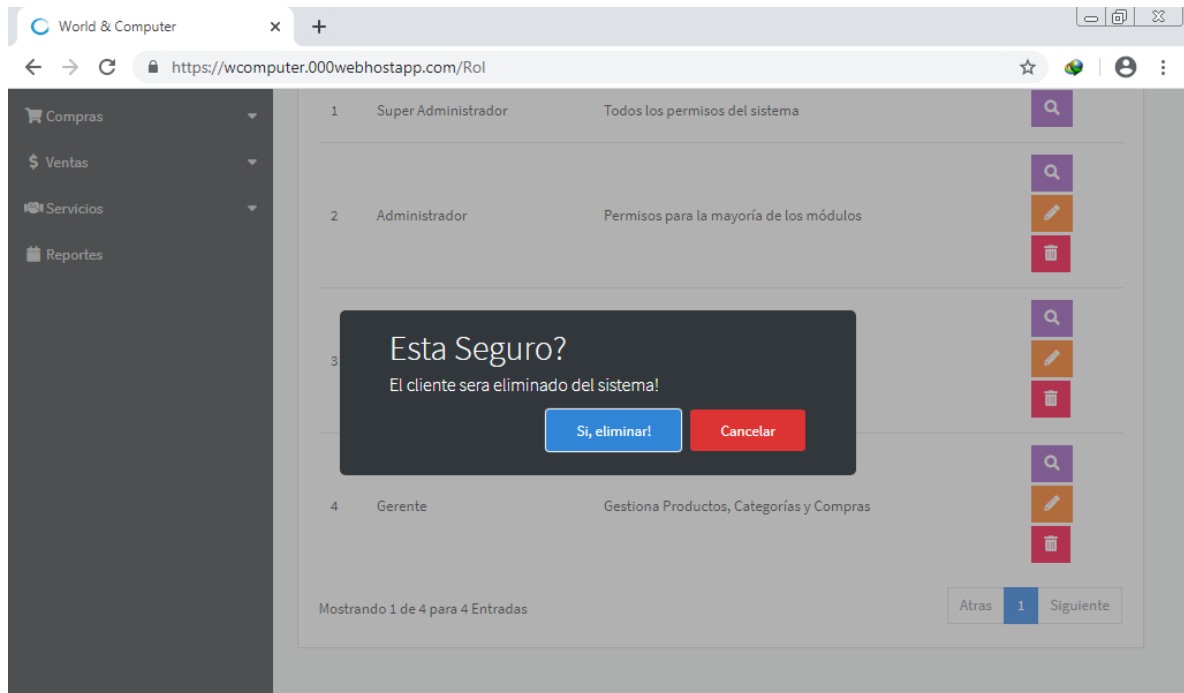 World & Computer
https://wcomputer.000webhostapp.com/Rol
Compras
1 Super Administrador Todos los permisos del sistema
$ Ventas
Servicios
2 Administrador Permisos para la mayoría de los módulos
Reportes
3
Esta Seguro?
El cliente sera eliminado del sistema!
Si, eliminar! Cancelar
4 Gerente Gestiona Productos, Categorías y Compras
Mostrando 1 de 4 para 4 Entradas
Atras 1 Siguiente